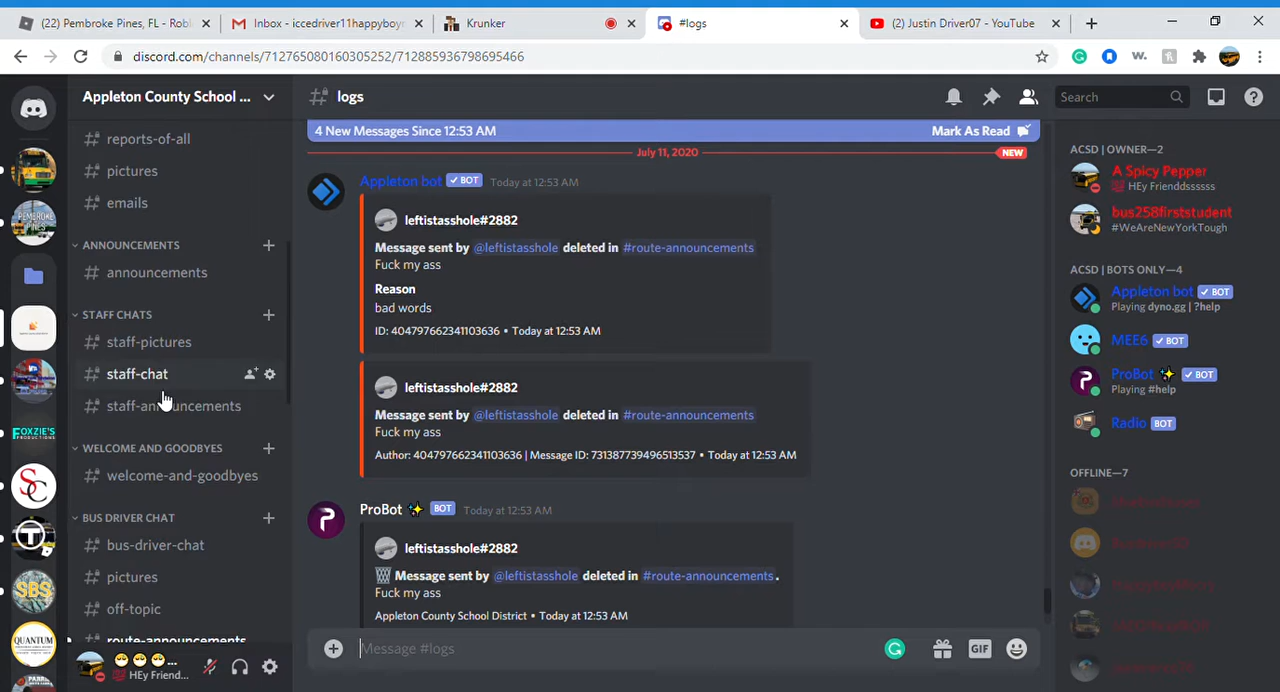 (22) Pembroke Pines, FL - Robl
Inbox - iccedriver11happyboy
Krunker
#logs
(2) Justin Driver07 - YouTube
discord.com/channels/712765080160305252/712885936798695466
Appleton County School ...
logs
Search
reports-of-all
pictures
emails
ANNOUNCEMENTS
announcements
STAFF CHATS
staff-pictures
staff-chat
staff-announcements
WELCOME AND GOODBYES
welcome-and-goodbyes
BUS DRIVER CHAT
bus-driver-chat
pictures
off-topic
route-announcements
HEy Friend...
PEMBROKE PINES
FOXZIE'S
PRODUCTIONS
SC
T
SBS
QUANTUM
4 New Messages Since 12:53 AM
Mark As Read
July 11, 2020
NEW
Appleton bot BOT Today at 12:53 AM
leftistasshole#2882
Message sent by @leftistasshole deleted in #route-announcements
Fuck my ass
Reason
bad words
ID: 404797662341103636 • Today at 12:53 AM
leftistasshole#2882
Message sent by @leftistasshole deleted in #route-announcements
Fuck my ass
Author: 404797662341103636 | Message ID: 731387739496513537 • Today at 12:53 AM
ProBot BOT Today at 12:53 AM
leftistasshole#2882
Message sent by @leftistasshole deleted in #route-announcements.
Fuck my ass
Appleton County School District • Today at 12:53 AM
Message #logs
GIF
ACSD | OWNER—2
A Spicy Pepper
HEy Frienddssssss
bus258firststudent
#WeAreNewYorkTough
ACSD | BOTS ONLY—4
Appleton bot BOT
Playing dyno.gg | ?help
MEE6 BOT
ProBot BOT
Playing #help
Radio BOT
OFFLINE—7